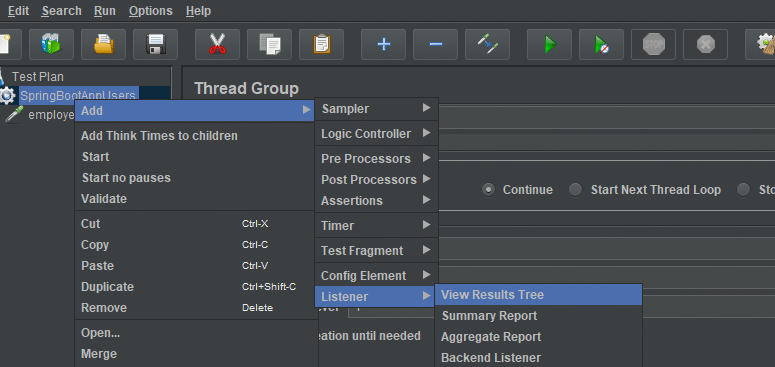 Edit Search Run Options Help
STOP
Test Plan
SpringBootAppUsers
employe
Thread Group
Continue Start Next Thread Loop Sto
Add
Add Think Times to children
Start
Start no pauses
Validate
Cut Ctrl-X
Copy Ctrl-C
Paste Ctrl-V
Duplicate Ctrl+Shift-C
Remove Delete
Open...
Merge
Sampler
Logic Controller
Pre Processors
Post Processors
Assertions
Timer
Test Fragment
Config Element
Listener
eation until needed
View Results Tree
Summary Report
Aggregate Report
Backend Listener